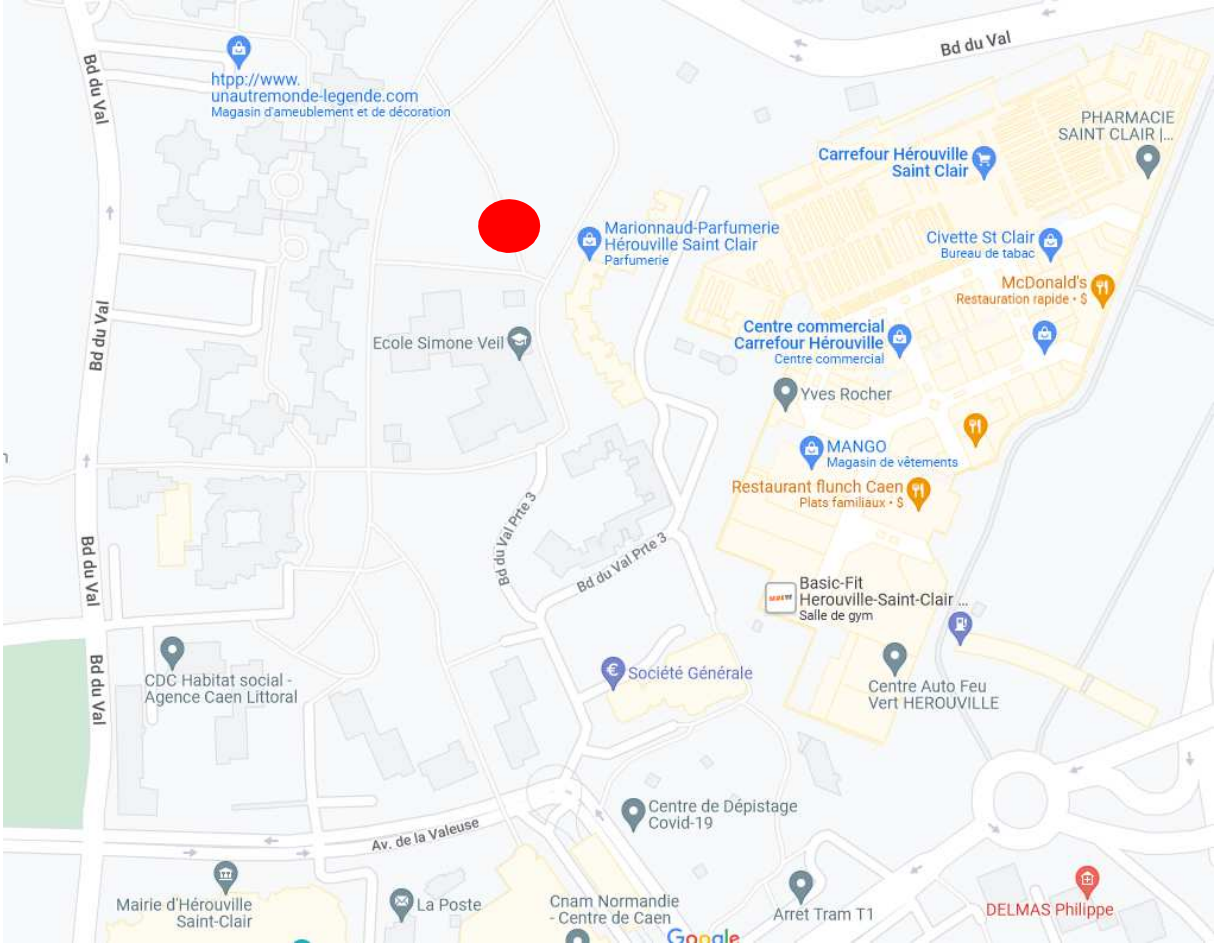 Bd du Val
Bd du Val
htpp://www.
unautremonde-legende.com
Magasin d'ameublement et de décoration
PHARMACIE
SAINT CLAIR |...
Carrefour Hérouville
Saint Clair
Marionnaud-Parfumerie
Hérouville Saint Clair
Parfumerie
Civette St Clair
Bureau de tabac
McDonald's
Restauration rapide • $
Bd du Val
Ecole Simone Veil
Centre commercial
Carrefour Hérouville
Centre commercial
Yves Rocher
MANGO
Magasin de vêtements
Restaurant flunch Caen
Plats familiaux • $
Bd du Val Prte 3
Bd du Val Prte 3
Bd du Val
Basic-Fit
Herouville-Saint-Clair ...
Salle de gym
Bd du Val
CDC Habitat social -
Agence Caen Littoral
Société Générale
Centre Auto Feu
Vert HEROUVILLE
Centre de Dépistage
Covid-19
Av. de la Valeuse
Mairie d'Hérouville
Saint-Clair
La Poste
Cnam Normandie
- Centre de Caen
Arret Tram T1
DELMAS Philippe
Google